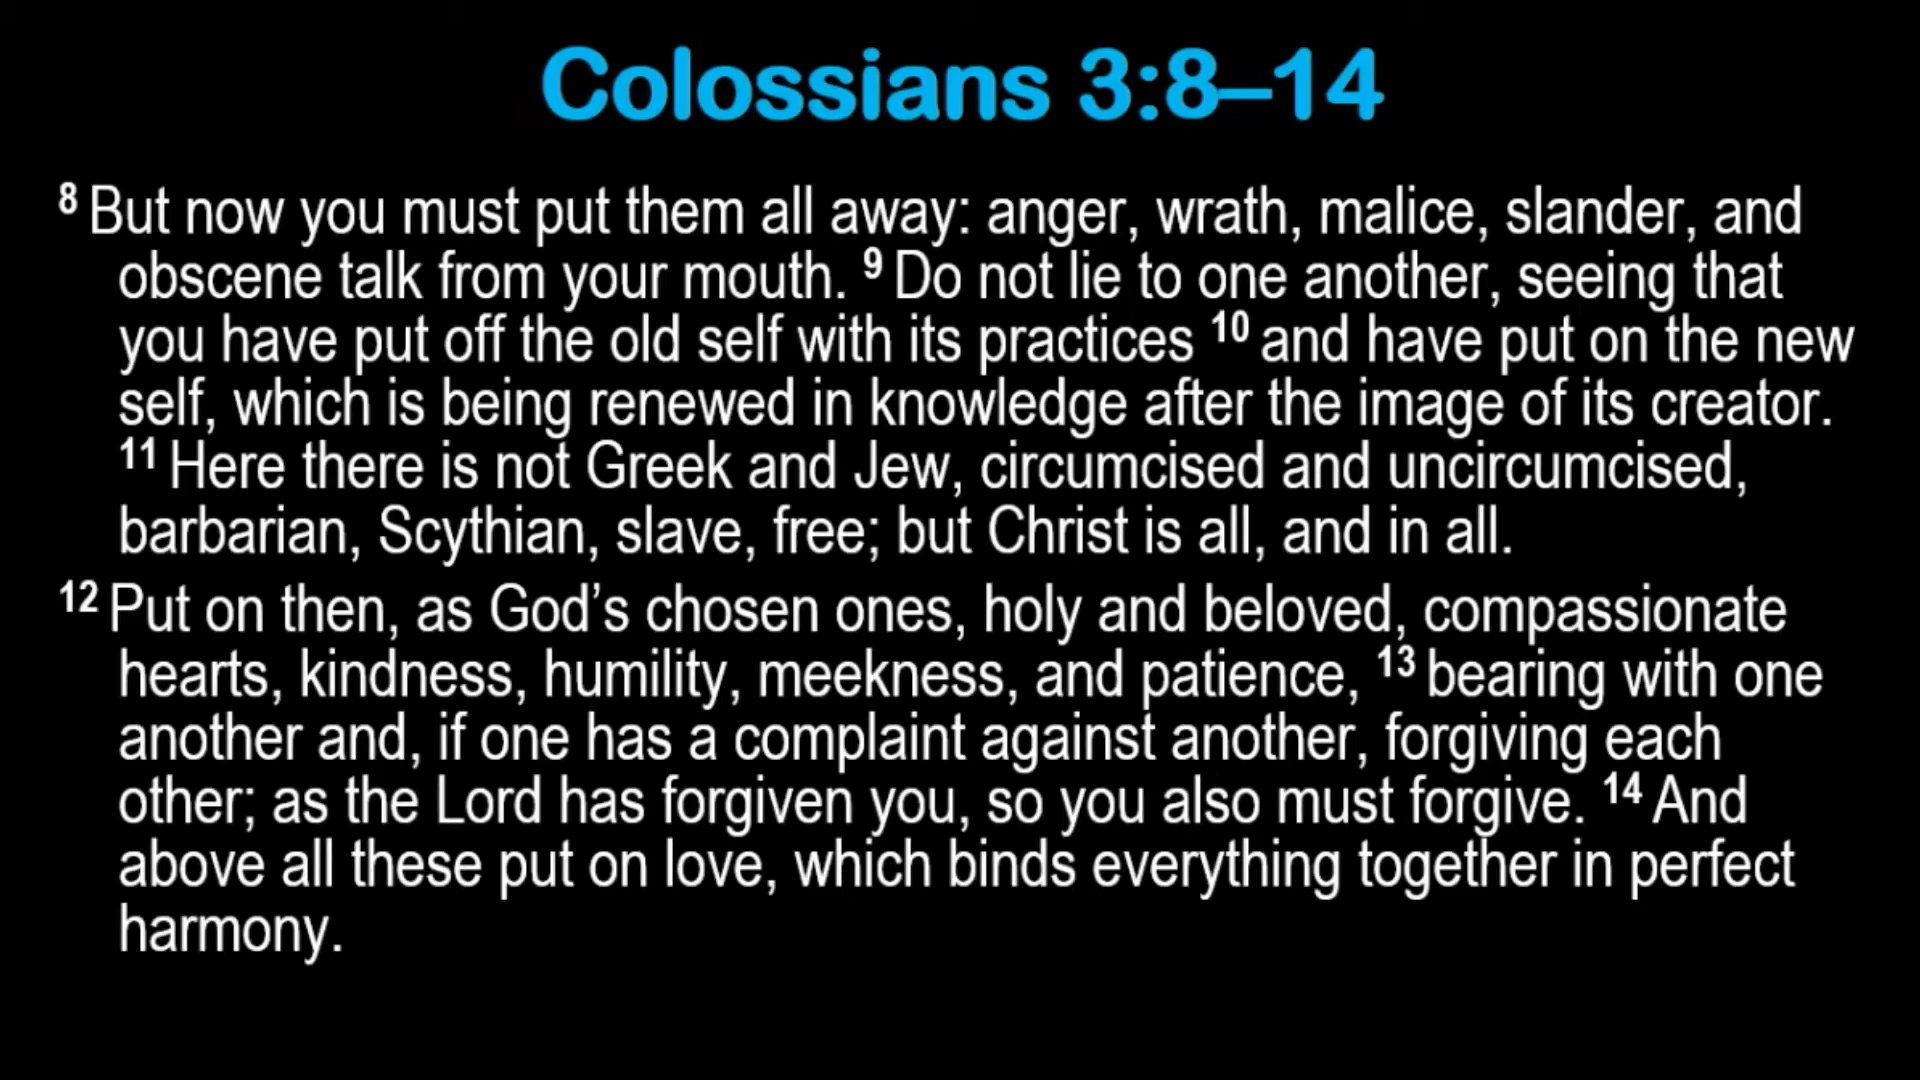 Colossians 3:8–14
8 But now you must put them all away: anger, wrath, malice, slander, and
obscene talk from your mouth. 9 Do not lie to one another, seeing that
you have put off the old self with its practices 10 and have put on the new
self, which is being renewed in knowledge after the image of its creator.
11 Here there is not Greek and Jew, circumcised and uncircumcised,
barbarian, Scythian, slave, free; but Christ is all, and in all.
12 Put on then, as God’s chosen ones, holy and beloved, compassionate
hearts, kindness, humility, meekness, and patience, 13 bearing with one
another and, if one has a complaint against another, forgiving each
other; as the Lord has forgiven you, so you also must forgive. 14 And
above all these put on love, which binds everything together in perfect
harmony.